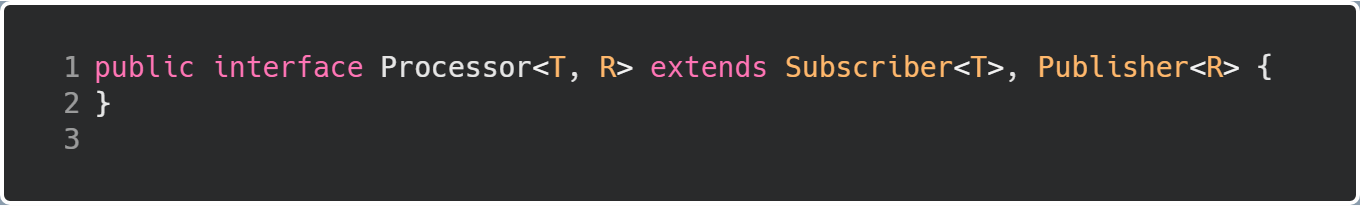 1 public interface Processor<T, R> extends Subscriber<T>, Publisher<R> {
2 }
3